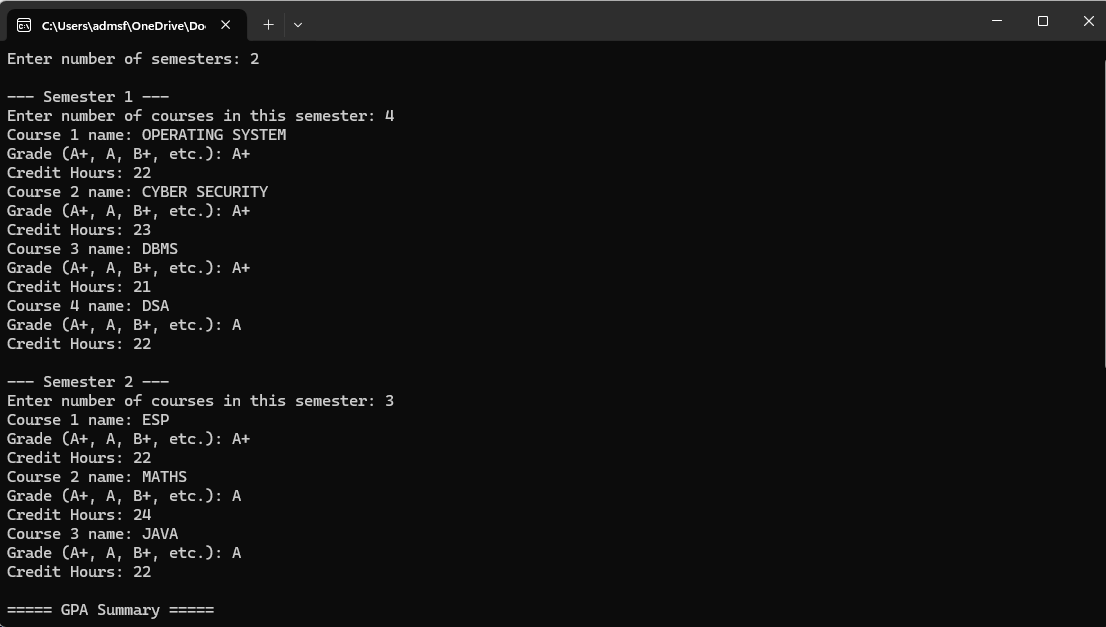 C:\Users\admsf\OneDrive\Do
Enter number of semesters: 2
--- Semester 1 ---
Enter number of courses in this semester: 4
Course 1 name: OPERATING SYSTEM
Grade (A+, A, B+, etc.): A+
Credit Hours: 22
Course 2 name: CYBER SECURITY
Grade (A+, A, B+, etc.): A+
Credit Hours: 23
Course 3 name: DBMS
Grade (A+, A, B+, etc.): A+
Credit Hours: 21
Course 4 name: DSA
Grade (A+, A, B+, etc.): A
Credit Hours: 22
--- Semester 2 ---
Enter number of courses in this semester: 3
Course 1 name: ESP
Grade (A+, A, B+, etc.): A+
Credit Hours: 22
Course 2 name: MATHS
Grade (A+, A, B+, etc.): A
Credit Hours: 24
Course 3 name: JAVA
Grade (A+, A, B+, etc.): A
Credit Hours: 22
===== GPA Summary =====